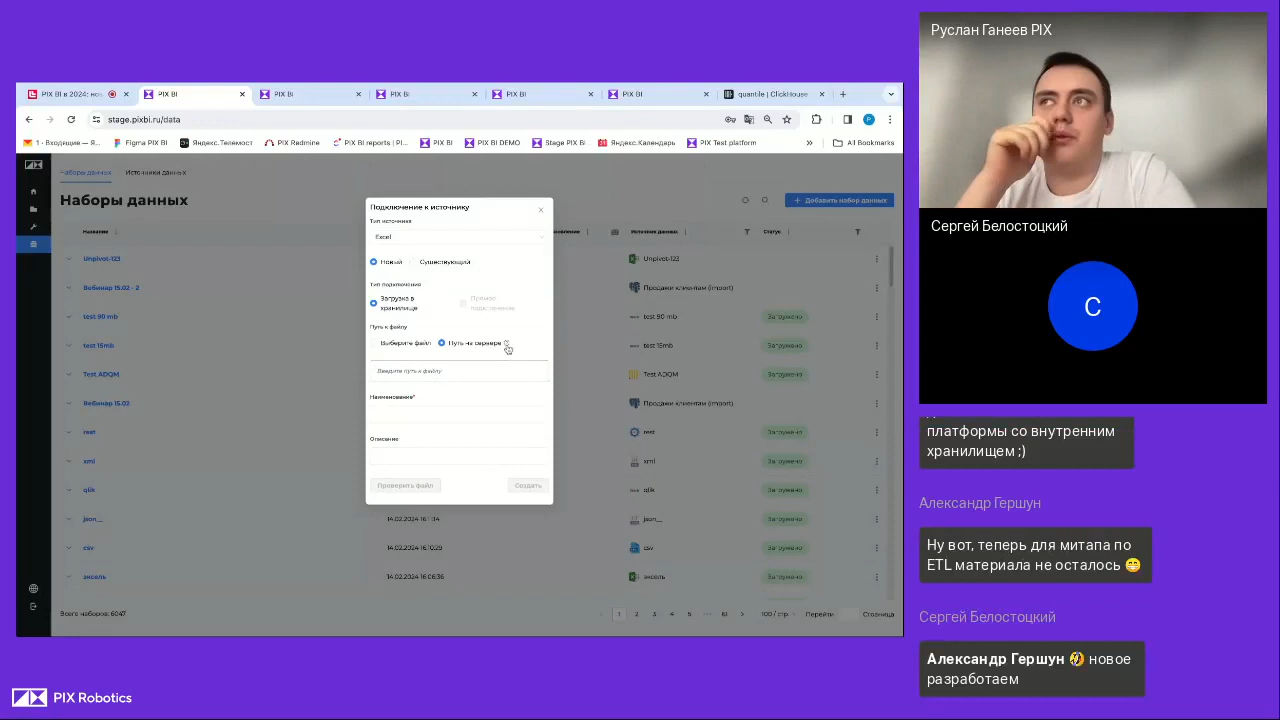 PIX BI в 2024: нов
PIX BI
PIX BI
PIX BI
PIX BI
PIX BI
quantile | ClickHouse
stage.pixbi.ru/data
1 · Входящие — Я...
Figma PIX BI
Яндекс.Телемост
PIX Redmine
PIX BI reports | Pi...
PIX BI
PIX BI DEMO
Stage PIX BI
Яндекс.Календарь
PIX Test platform
All Bookmarks
Наборы данных
Источники данных
Наборы данных
Добавить набор данных
Название
Источник данных
Статус
Unpivot-123
Unpivot-123
Вебинар 15.02 - 2
Продажи клиентам (import)
test 90 mb
test 90 mb
Загружено
test 15mb
test 15mb
Загружено
Test ADQM
Test ADQM
Загружено
Вебинар 15.02
Продажи клиентам (import)
Загружено
rest
rest
Загружено
xml
xml
Загружено
qlik
qlik
Загружено
json__
14.02.2024 16:11:14
json__
Загружено
csv
14.02.2024 16:10:29
csv
Загружено
эксель
14.02.2024 16:06:36
эксель
Загружено
Всего наборов: 6047
1 2 3 4 5 ... 61
100 / стр
Перейти
Страница
Подключение к источнику
Тип источника
Excel
Новый
Существующий
Тип подключения
Загрузка в
хранилище
Прямое
подключение
Путь к файлу
Выберите файл
Путь на сервере
Введите путь к файлу
Наименование*
Описание
Проверить файл
Создать
PIX Robotics
Руслан Ганеев PIX
Сергей Белостоцкий
С
платформы со внутренним
хранилищем ;)
Александр Гершун
Ну вот, теперь для митапа по
ETL материала не осталось 😁
Сергей Белостоцкий
Александр Гершун 🤣 новое
разработаем